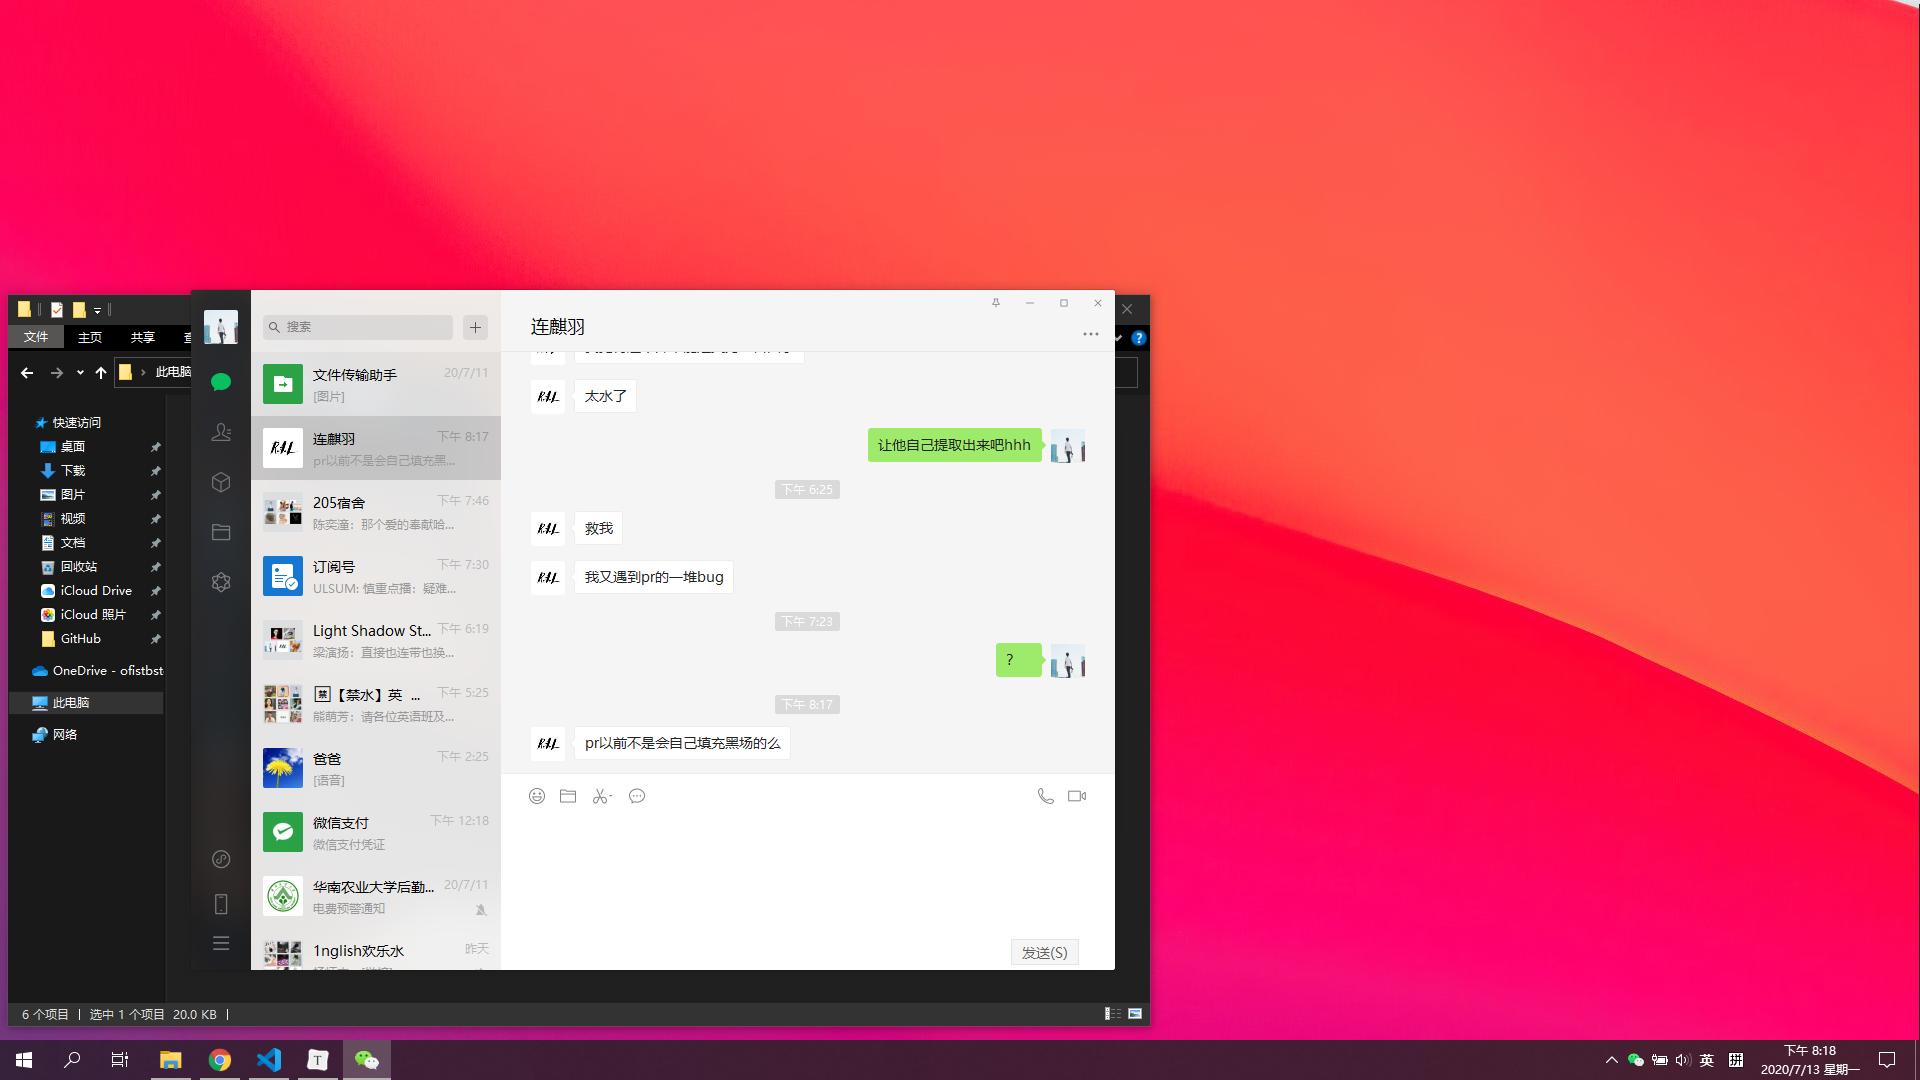 文件
主页
共享
此电脑
快速访问
桌面
下载
图片
视频
文档
回收站
iCloud Drive
iCloud 照片
GitHub
OneDrive - ofistbst
此电脑
网络
6 个项目
选中 1 个项目 20.0 KB
搜索
文件传输助手
20/7/11
[图片]
连麒羽
下午 8:17
pr以前不是会自己填充黑...
205宿舍
下午 7:46
陈奕潼：那个爱的奉献哈...
订阅号
下午 7:30
ULSUM: 慎重点播：疑难...
Light Shadow St...
下午 6:19
梁演扬：直接也连带也换...
🈲【禁水】英 ...
下午 5:25
熊萌芳：请各位英语班及...
爸爸
下午 2:25
[语音]
微信支付
下午 12:18
微信支付凭证
华南农业大学后勤...
20/7/11
电费预警通知
1nglish欢乐水
昨天
连麒羽
太水了
让他自己提取出来吧hhh
下午 6:25
救我
我又遇到pr的一堆bug
下午 7:23
?
下午 8:17
pr以前不是会自己填充黑场的么
发送(S)
英
拼
下午 8:18
2020/7/13 星期一